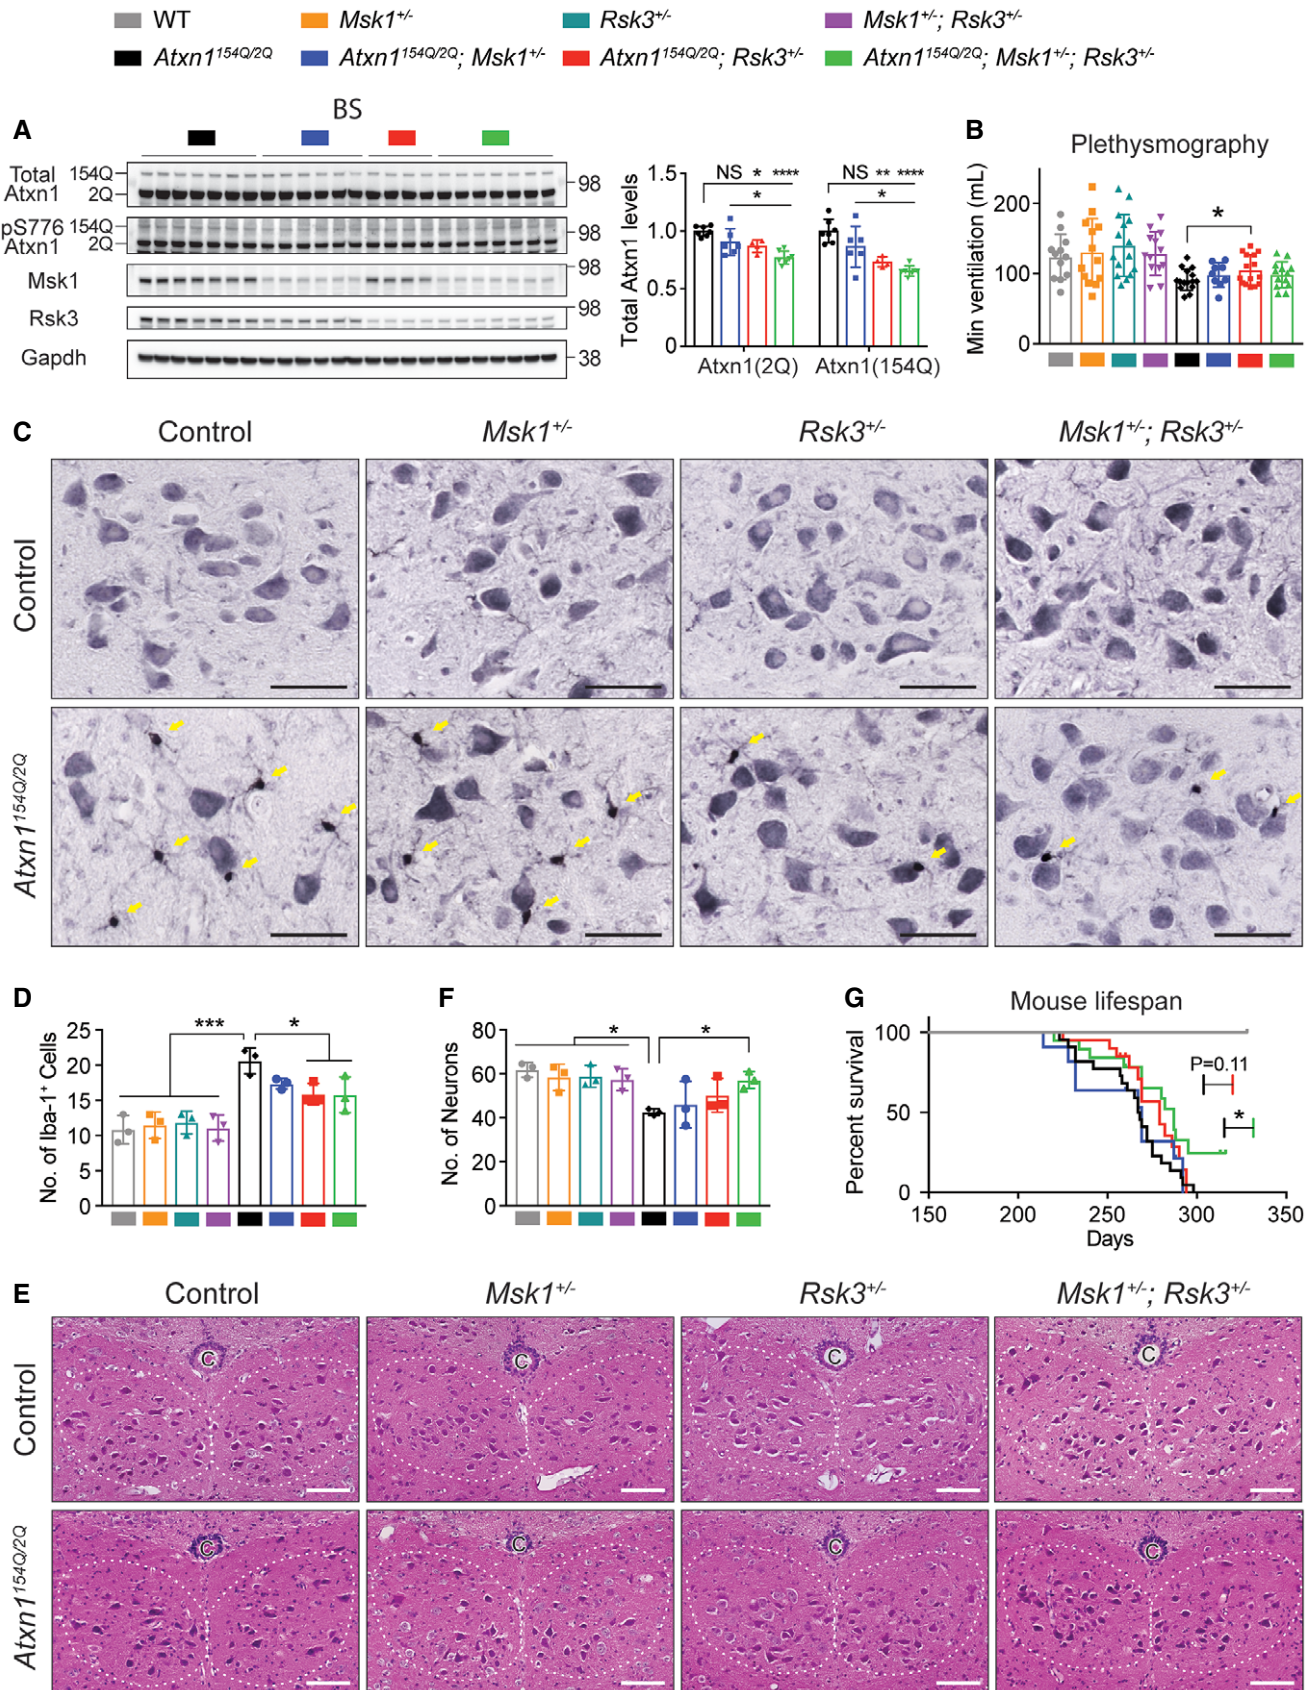 WT Msk1+/- Rsk3+/- Msk1+/-; Rsk3+/-
Atxn1154Q/2Q Atxn1154Q/2Q; Msk1+/- Atxn1154Q/2Q; Rsk3+/- Atxn1154Q/2Q; Msk1+/-; Rsk3+/-
A
BS
Total Atxn1
154Q
2Q
98
pS776 Atxn1
154Q
2Q
98
Msk1
98
Rsk3
98
Gapdh
38
Total Atxn1 levels
1.5
1.0
0.5
0
NS * ****
*
NS ** ****
*
Atxn1(2Q) Atxn1(154Q)
B
Plethysmography
Min ventilation (mL)
200
100
0
*
C
Control Msk1+/- Rsk3+/- Msk1+/-; Rsk3+/-
Control
Atxn1154Q/2Q
D
No. of Iba-1+ Cells
25
20
15
10
5
0
*** *
F
No. of Neurons
80
60
40
20
0
* *
G
Mouse lifespan
Percent survival
100
50
0
P=0.11
*
150 200 250 300 350
Days
E
Control Msk1+/- Rsk3+/- Msk1+/-; Rsk3+/-
Control
C C C C
Atxn1154Q/2Q
C C C C